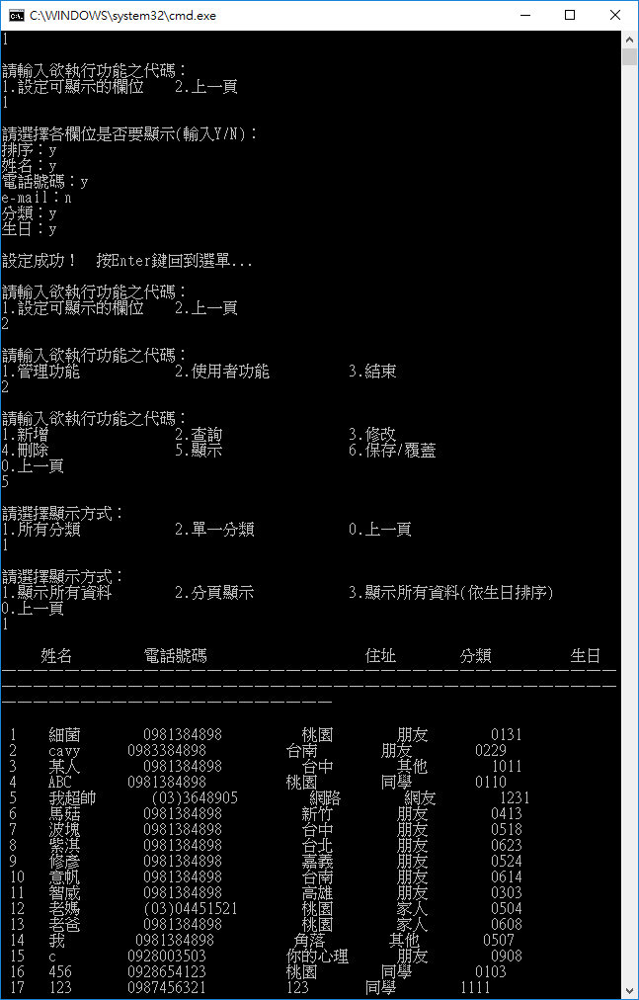 C:\WINDOWS\system32\cmd.exe
1
請輸入欲執行功能之代碼：
1.設定可顯示的欄位 2.上一頁
1
請選擇各欄位是否要顯示(輸入Y/N)：
排序：y
姓名：y
電話號碼：y
e-mail：n
分類：y
生日：y
設定成功！ 按Enter鍵回到選單...
請輸入欲執行功能之代碼：
1.設定可顯示的欄位 2.上一頁
2
請輸入欲執行功能之代碼：
1.管理功能 2.使用者功能 3.結束
2
請輸入欲執行功能之代碼：
1.新增 2.查詢 3.修改
4.刪除 5.顯示 6.保存/覆蓋
0.上一頁
5
請選擇顯示方式：
1.所有分類 2.單一分類 0.上一頁
1
請選擇顯示方式：
1.顯示所有資料 2.分頁顯示 3.顯示所有資料(依生日排序)
0.上一頁
1
姓名 電話號碼 住址 分類 生日
1 細菌 0981384898 桃園 朋友 0131
2 cavy 0983384898 台南 朋友 0229
3 某人 0981384898 台中 其他 1011
4 ABC 0981384898 桃園 同學 0110
5 我超帥 (03)3648905 網路 網友 1231
6 馬菇 0981384898 新竹 朋友 0413
7 波塊 0981384898 台中 朋友 0518
8 紫淇 0981384898 台北 朋友 0623
9 修彥 0981384898 嘉義 朋友 0524
10 意帆 0981384898 台南 朋友 0614
11 智威 0981384898 高雄 朋友 0303
12 老媽 (03)04451521 桃園 家人 0504
13 老爸 0981384898 桃園 家人 0608
14 我 0981384898 角落 其他 0507
15 c 0928003503 你的心理 朋友 0908
16 456 0928654123 桃園 同學 0103
17 123 0987456321 123 同學 1111